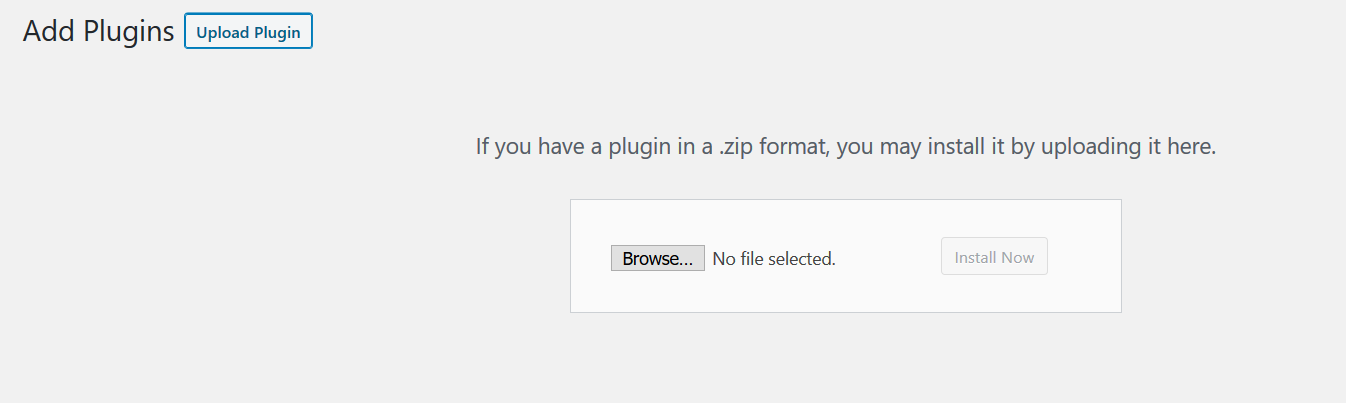 Add Plugins Upload Plugin
If you have a plugin in a .zip format, you may install it by uploading it here.
Browse... No file selected. Install Now